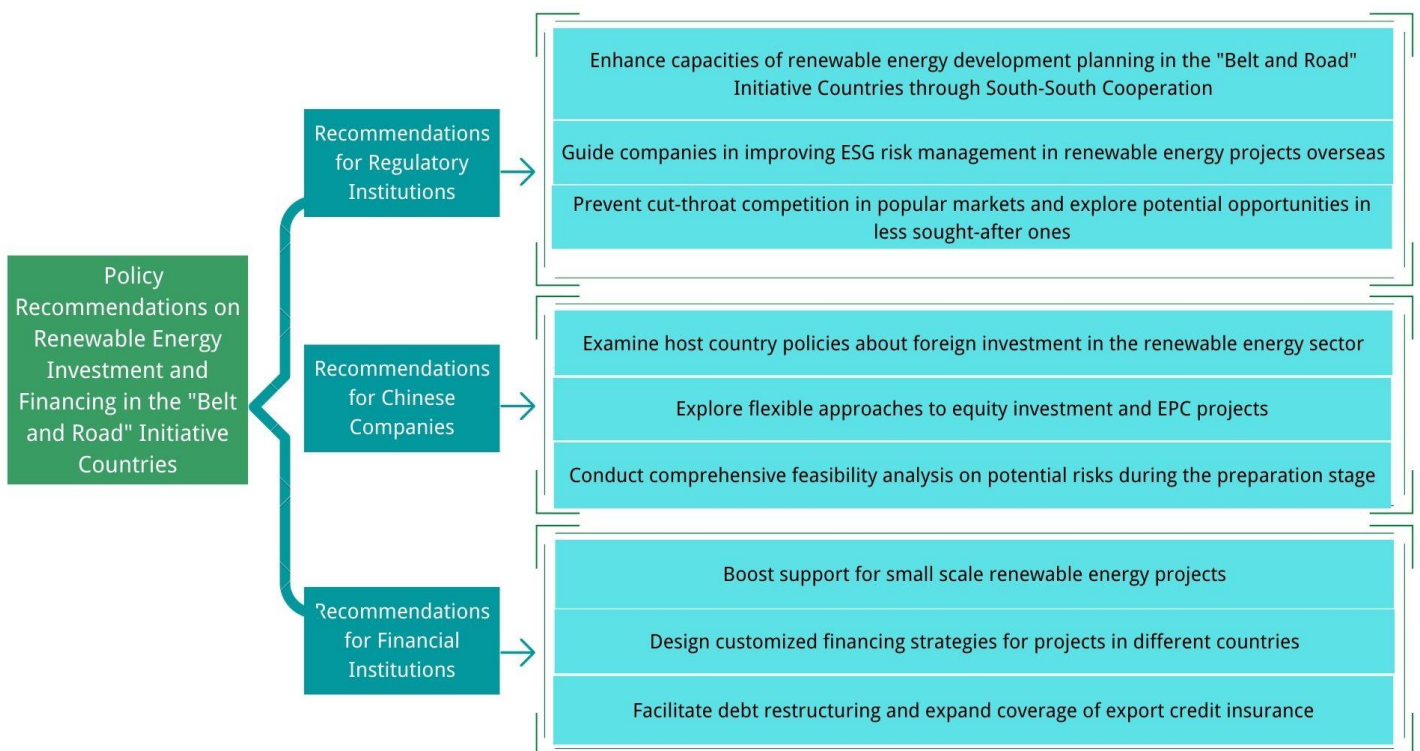 Policy
Recommendations on
Renewable Energy
Investment and
Financing in the "Belt
and Road" Initiative
Countries
Recommendations
for Regulatory
Institutions
Enhance capacities of renewable energy development planning in the "Belt and Road"
Initiative Countries through South-South Cooperation
Guide companies in improving ESG risk management in renewable energy projects overseas
Prevent cut-throat competition in popular markets and explore potential opportunities in
less sought-after ones
Recommendations
for Chinese
Companies
Examine host country policies about foreign investment in the renewable energy sector
Explore flexible approaches to equity investment and EPC projects
Conduct comprehensive feasibility analysis on potential risks during the preparation stage
Recommendations
for Financial
Institutions
Boost support for small scale renewable energy projects
Design customized financing strategies for projects in different countries
Facilitate debt restructuring and expand coverage of export credit insurance